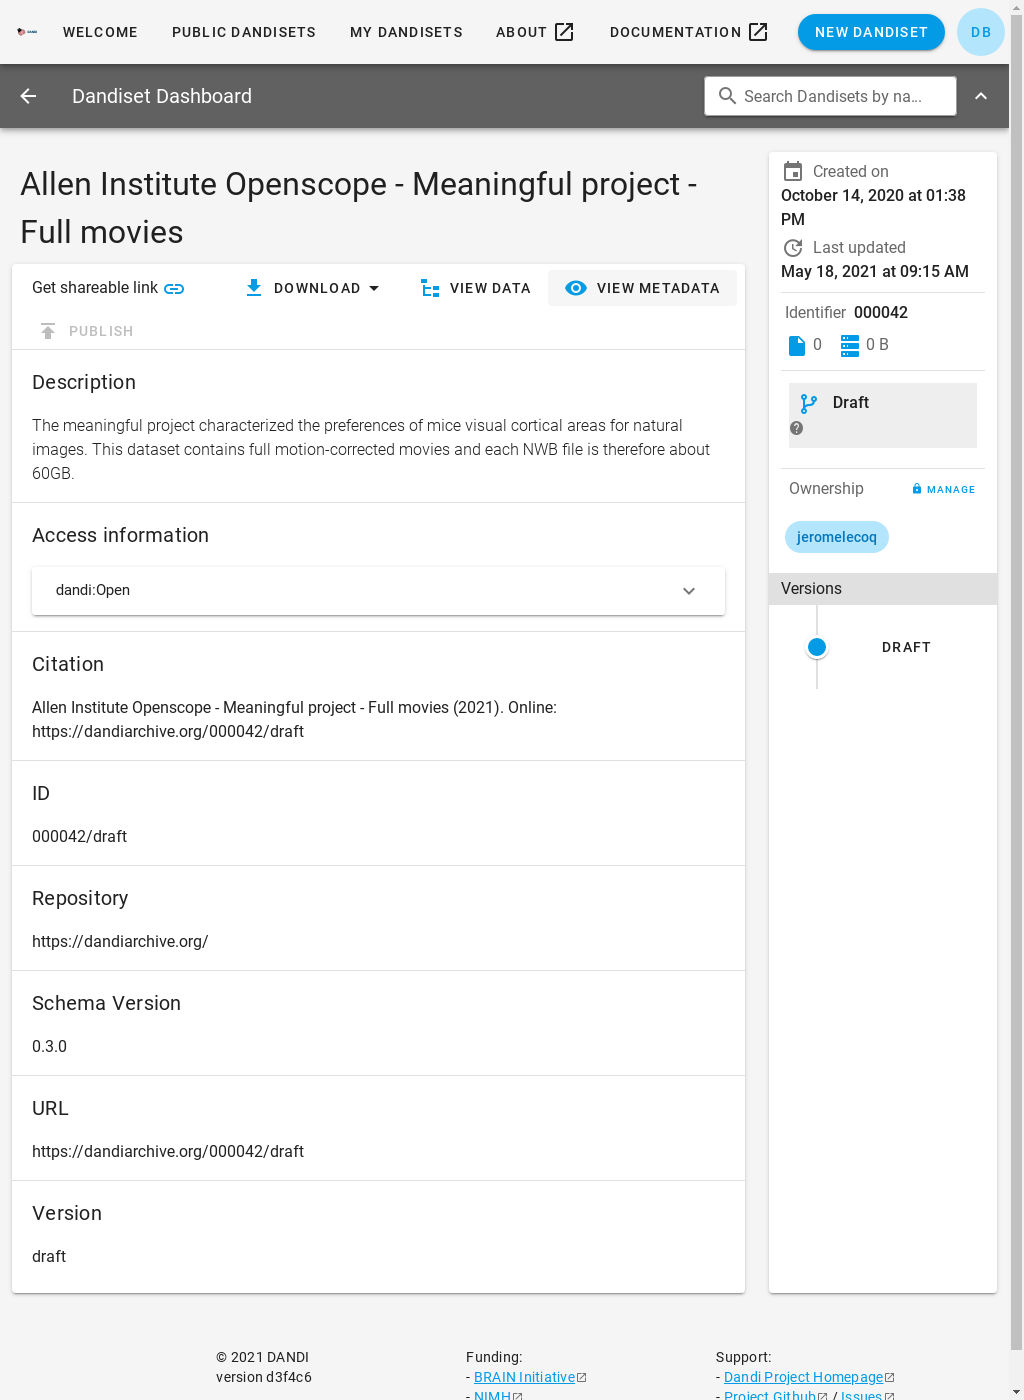 WELCOME
PUBLIC DANDISETS
MY DANDISETS
ABOUT
DOCUMENTATION
NEW DANDISET
DB
Dandiset Dashboard
Search Dandisets by na...
Allen Institute Openscope - Meaningful project -
Full movies
Get shareable link
DOWNLOAD
VIEW DATA
VIEW METADATA
PUBLISH
Description
The meaningful project characterized the preferences of mice visual cortical areas for natural
images. This dataset contains full motion-corrected movies and each NWB file is therefore about
60GB.
Access information
dandi:Open
Citation
Allen Institute Openscope - Meaningful project - Full movies (2021). Online:
https://dandiarchive.org/000042/draft
ID
000042/draft
Repository
https://dandiarchive.org/
Schema Version
0.3.0
URL
https://dandiarchive.org/000042/draft
Version
draft
Created on
October 14, 2020 at 01:38
PM
Last updated
May 18, 2021 at 09:15 AM
Identifier 000042
0
0 B
Draft
Ownership
MANAGE
jeromelecoq
Versions
DRAFT
© 2021 DANDI
version d3f4c6
Funding:
- BRAIN Initiative
- NIMH
Support:
- Dandi Project Homepage
- Project Github / Issues